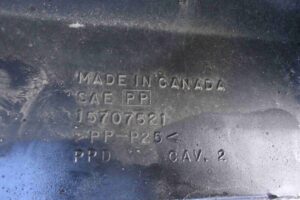 MADE IN CANADA
SAE PP
15707521
>PP-P25<
PPD CAV. 2